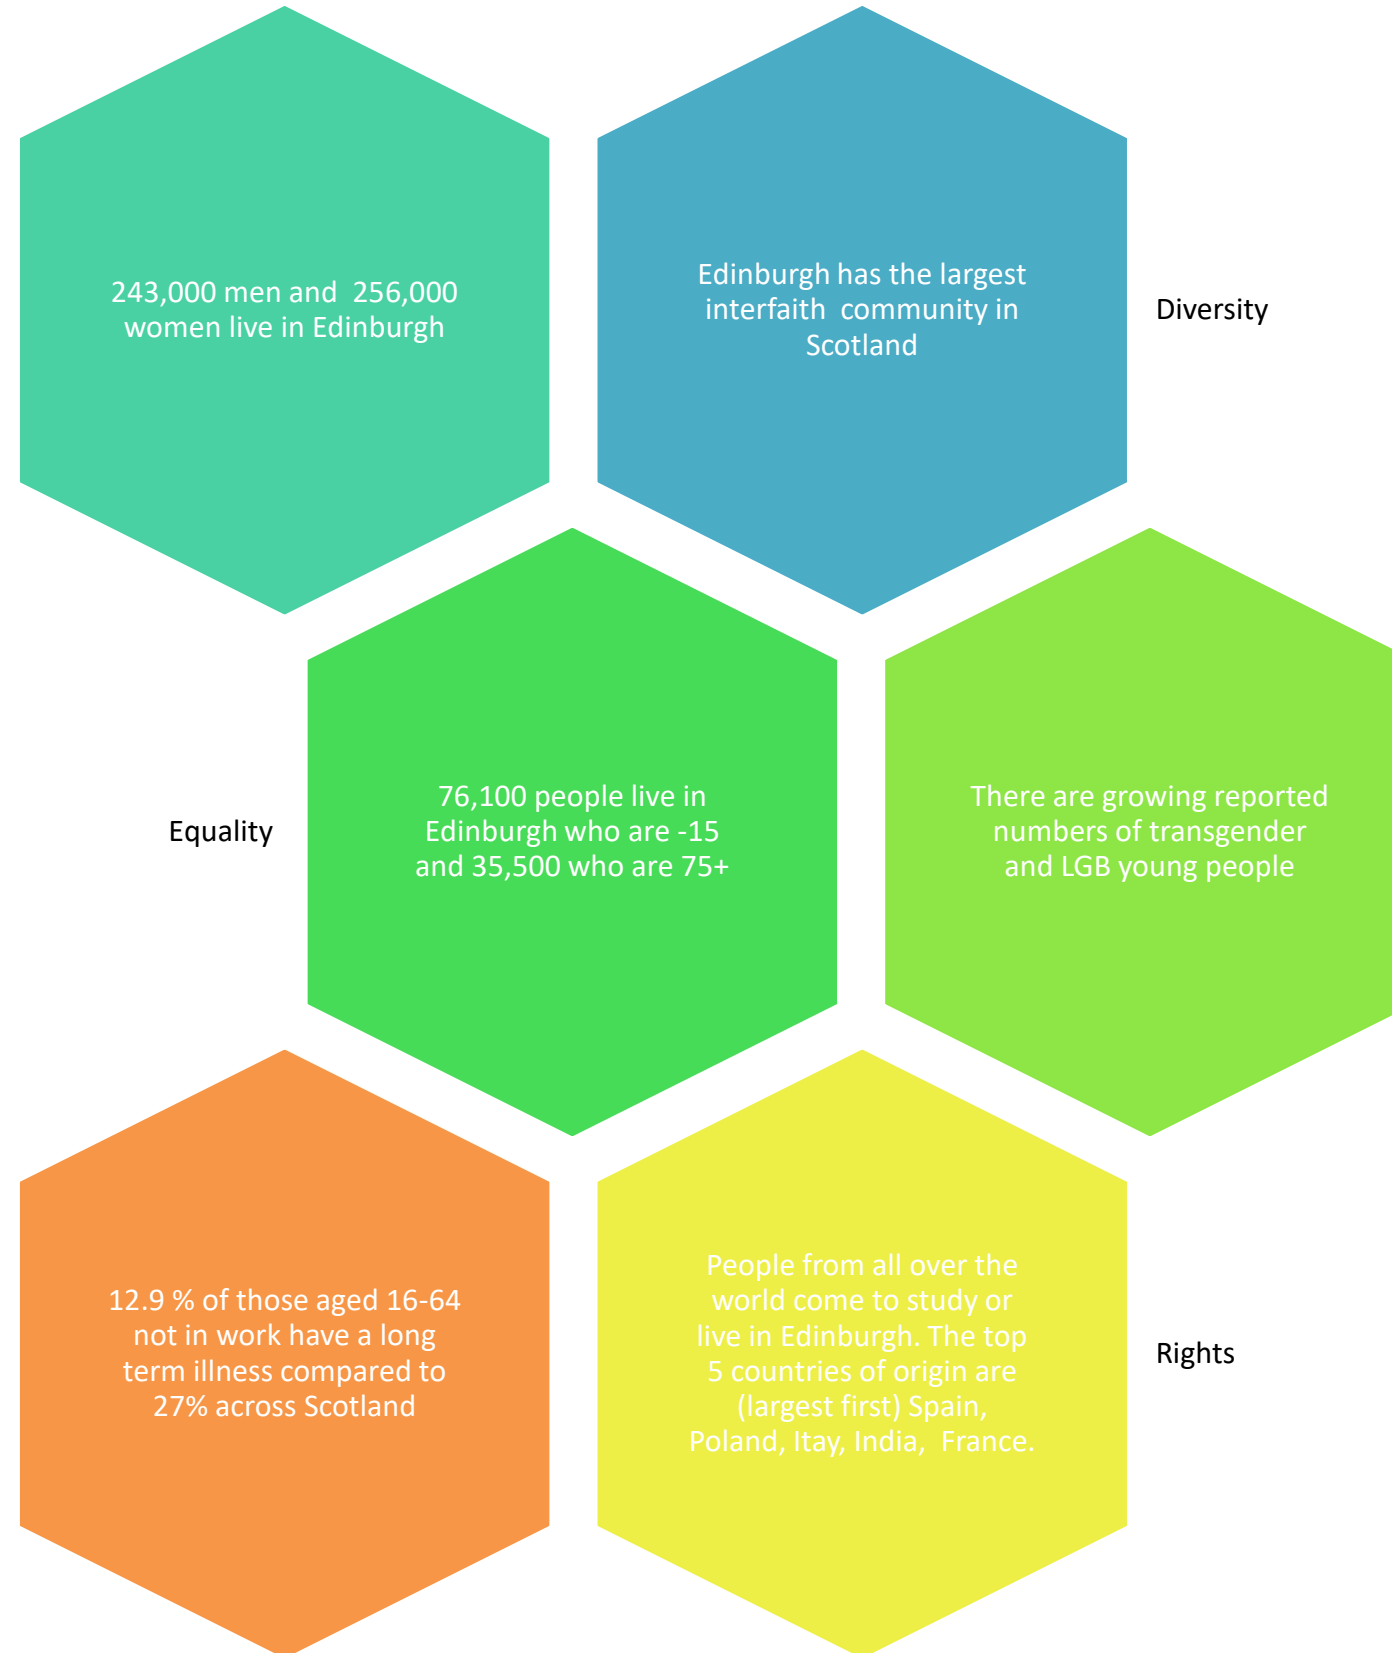 243,000 men and  256,000
women live in Edinburgh
Edinburgh has the largest
interfaith  community in
Scotland
Diversity
Equality
76,100 people live in
Edinburgh who are -15
and 35,500 who are 75+
There are growing reported
numbers of transgender
and LGB young people
12.9 % of those aged 16-64
not in work have a long
term illness compared to
27% across Scotland
People from all over the
world come to study or
live in Edinburgh. The top
5 countries of origin are
(largest first) Spain,
Poland, Itay, India,  France.
Rights